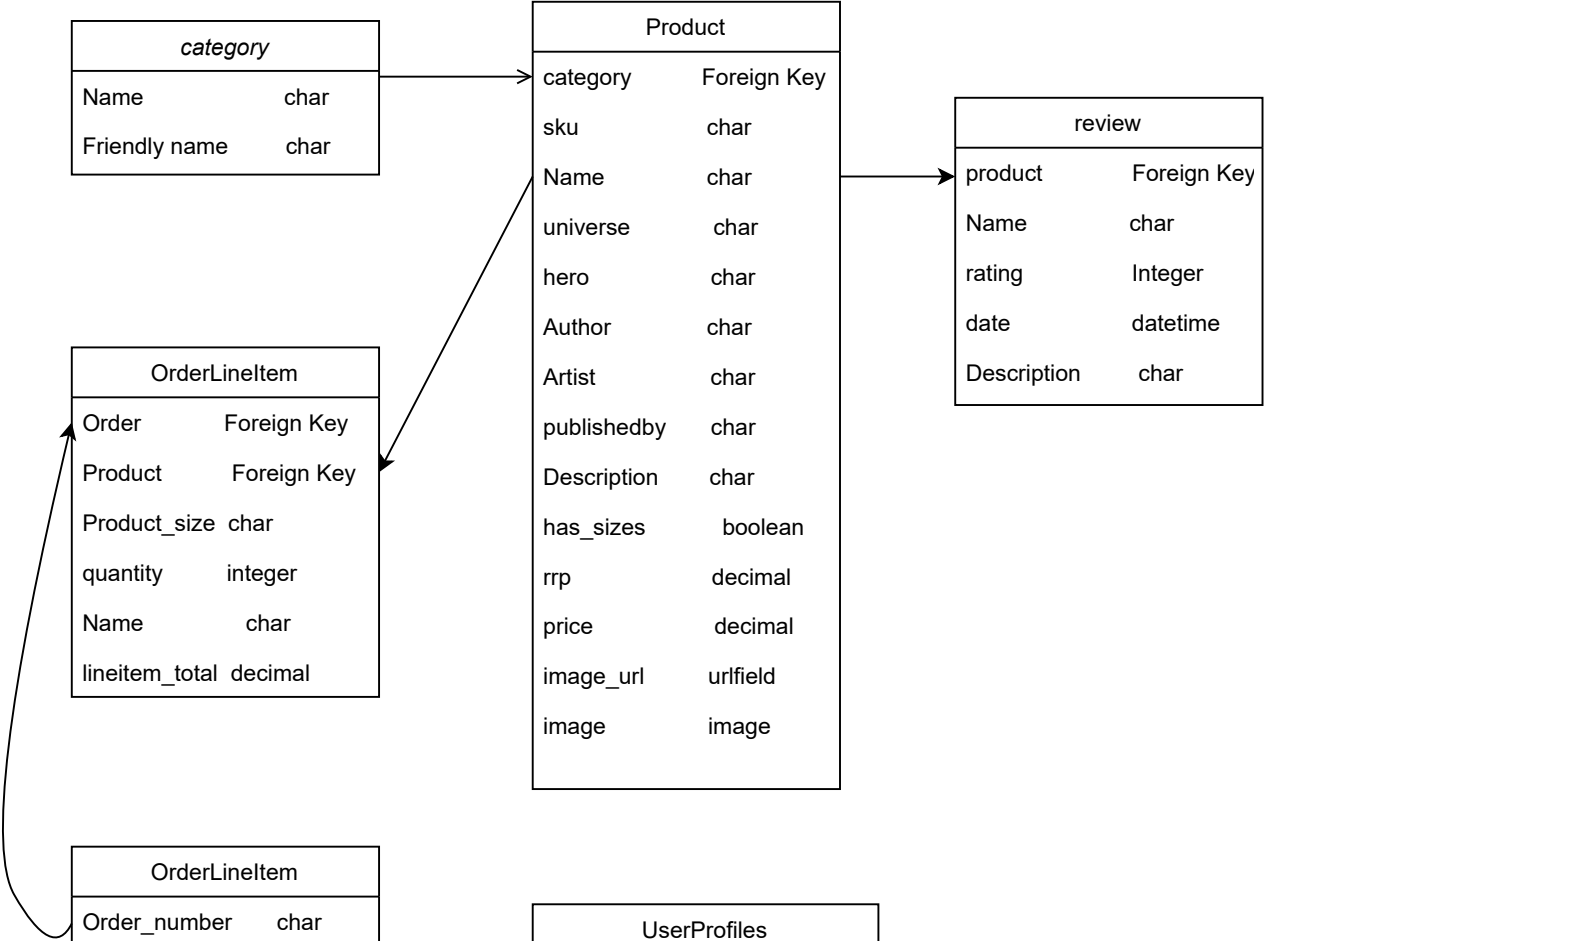 category
Name char
Friendly name char
Product
category Foreign Key
sku char
Name char
universe char
hero char
Author char
Artist char
publishedby char
Description char
has_sizes boolean
rrp decimal
price decimal
image_url urlfield
image image
review
product Foreign Key
Name char
rating Integer
date datetime
Description char
OrderLineItem
Order Foreign Key
Product Foreign Key
Product_size char
quantity integer
Name char
lineitem_total decimal
OrderLineItem
Order_number char
UserProfiles